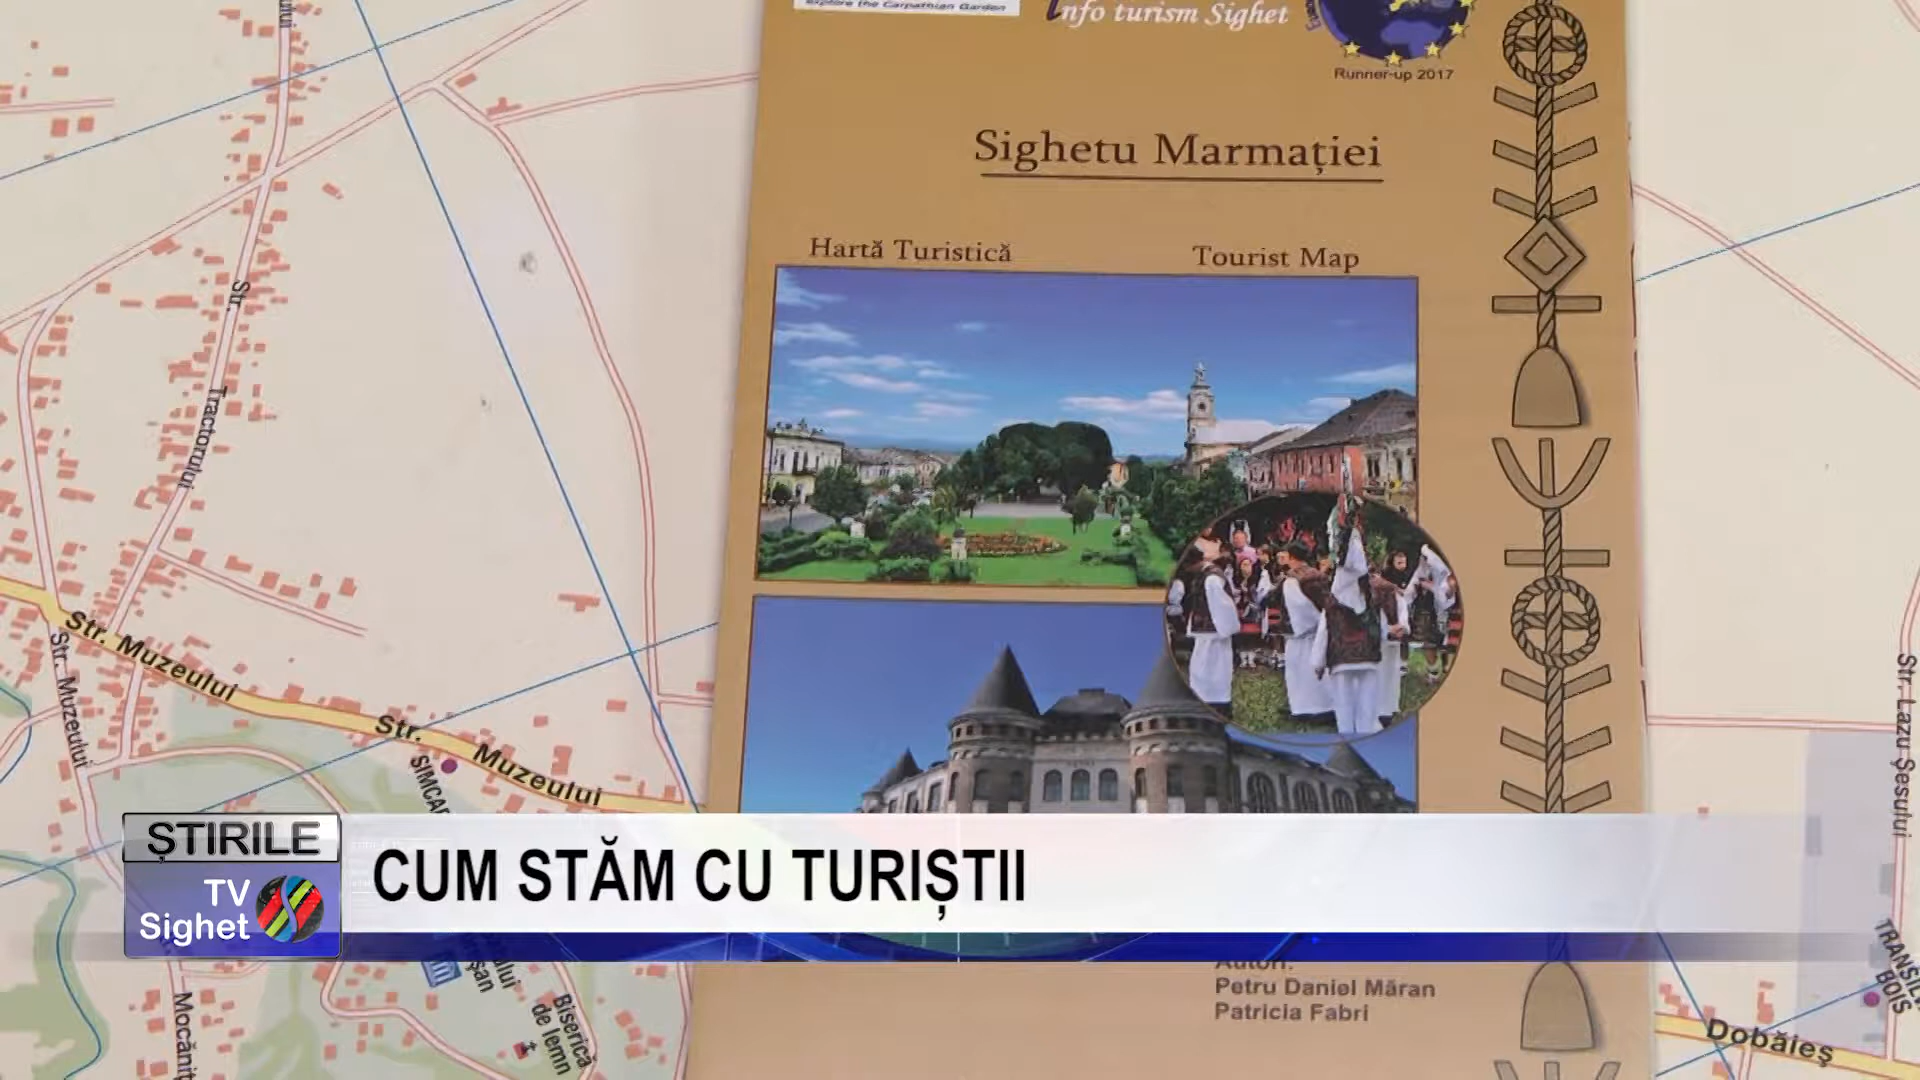 explore the Carpathian Garden
Info turism Sighet
Runner-up 2017
Sighetu Marmației
Hartă Turistică
Tourist Map
Str.
Tractorului
Str. Muzeului
Str. Muzeului
Str. Muzeului
Str. Lazu Șesului
ȘTIRILE
TV
Sighet
CUM STĂM CU TURIȘTII
Autori:
Petru Daniel Măran
Patricia Fabri
Biserică
de lemn
Dobăieș